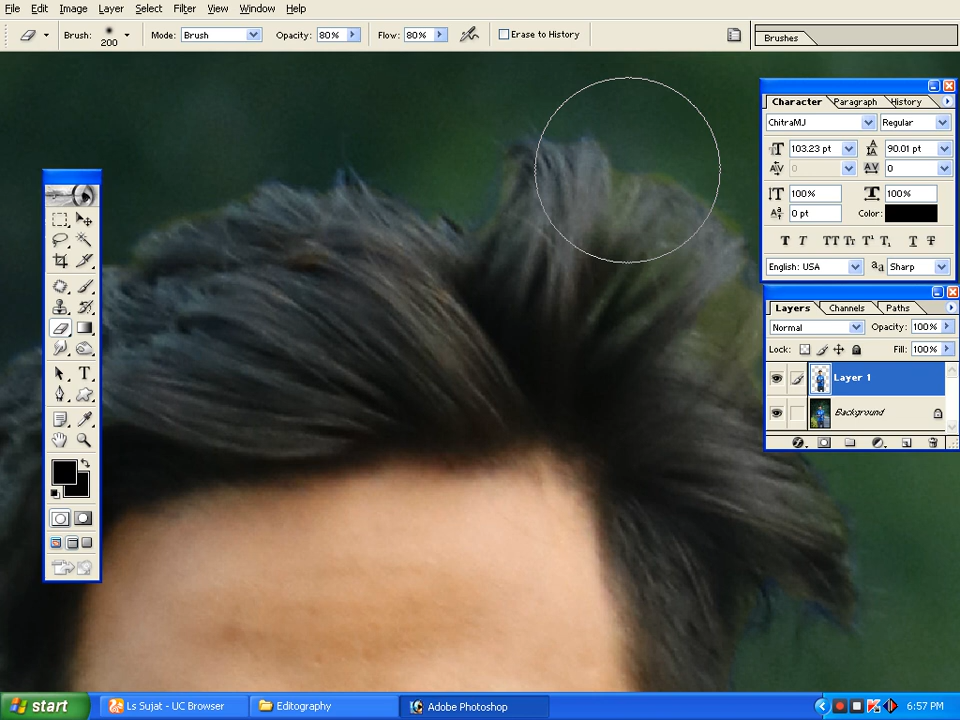 File Edit Image Layer Select Filter View Window Help
Brush: 200 Mode: Brush Opacity: 80% Flow: 80% Erase to History Brushes
Character Paragraph History
ChitraMJ Regular
103.23 pt 90.01 pt
0 0
100% 100%
0 pt Color:
T T TT Tr T¹ T₁ T T
English: USA aa Sharp
Layers Channels Paths
Normal Opacity: 100%
Lock: Fill: 100%
Layer 1
Background
start Ls Sujat - UC Browser Editography Adobe Photoshop 6:57 PM